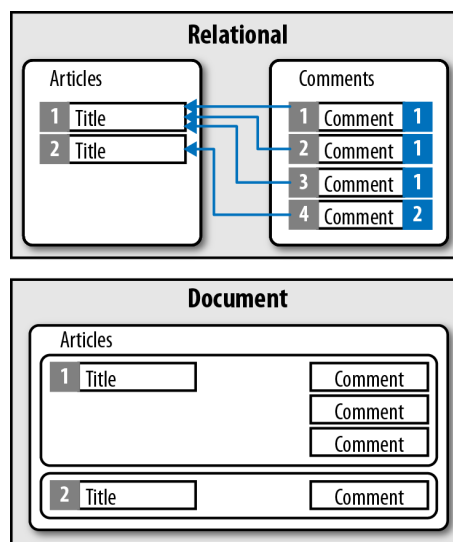 Relational
Articles
Comments
1 Title
1 Comment 1
2 Title
2 Comment 1
3 Comment 1
4 Comment 2
Document
Articles
1 Title
Comment
Comment
Comment
2 Title
Comment